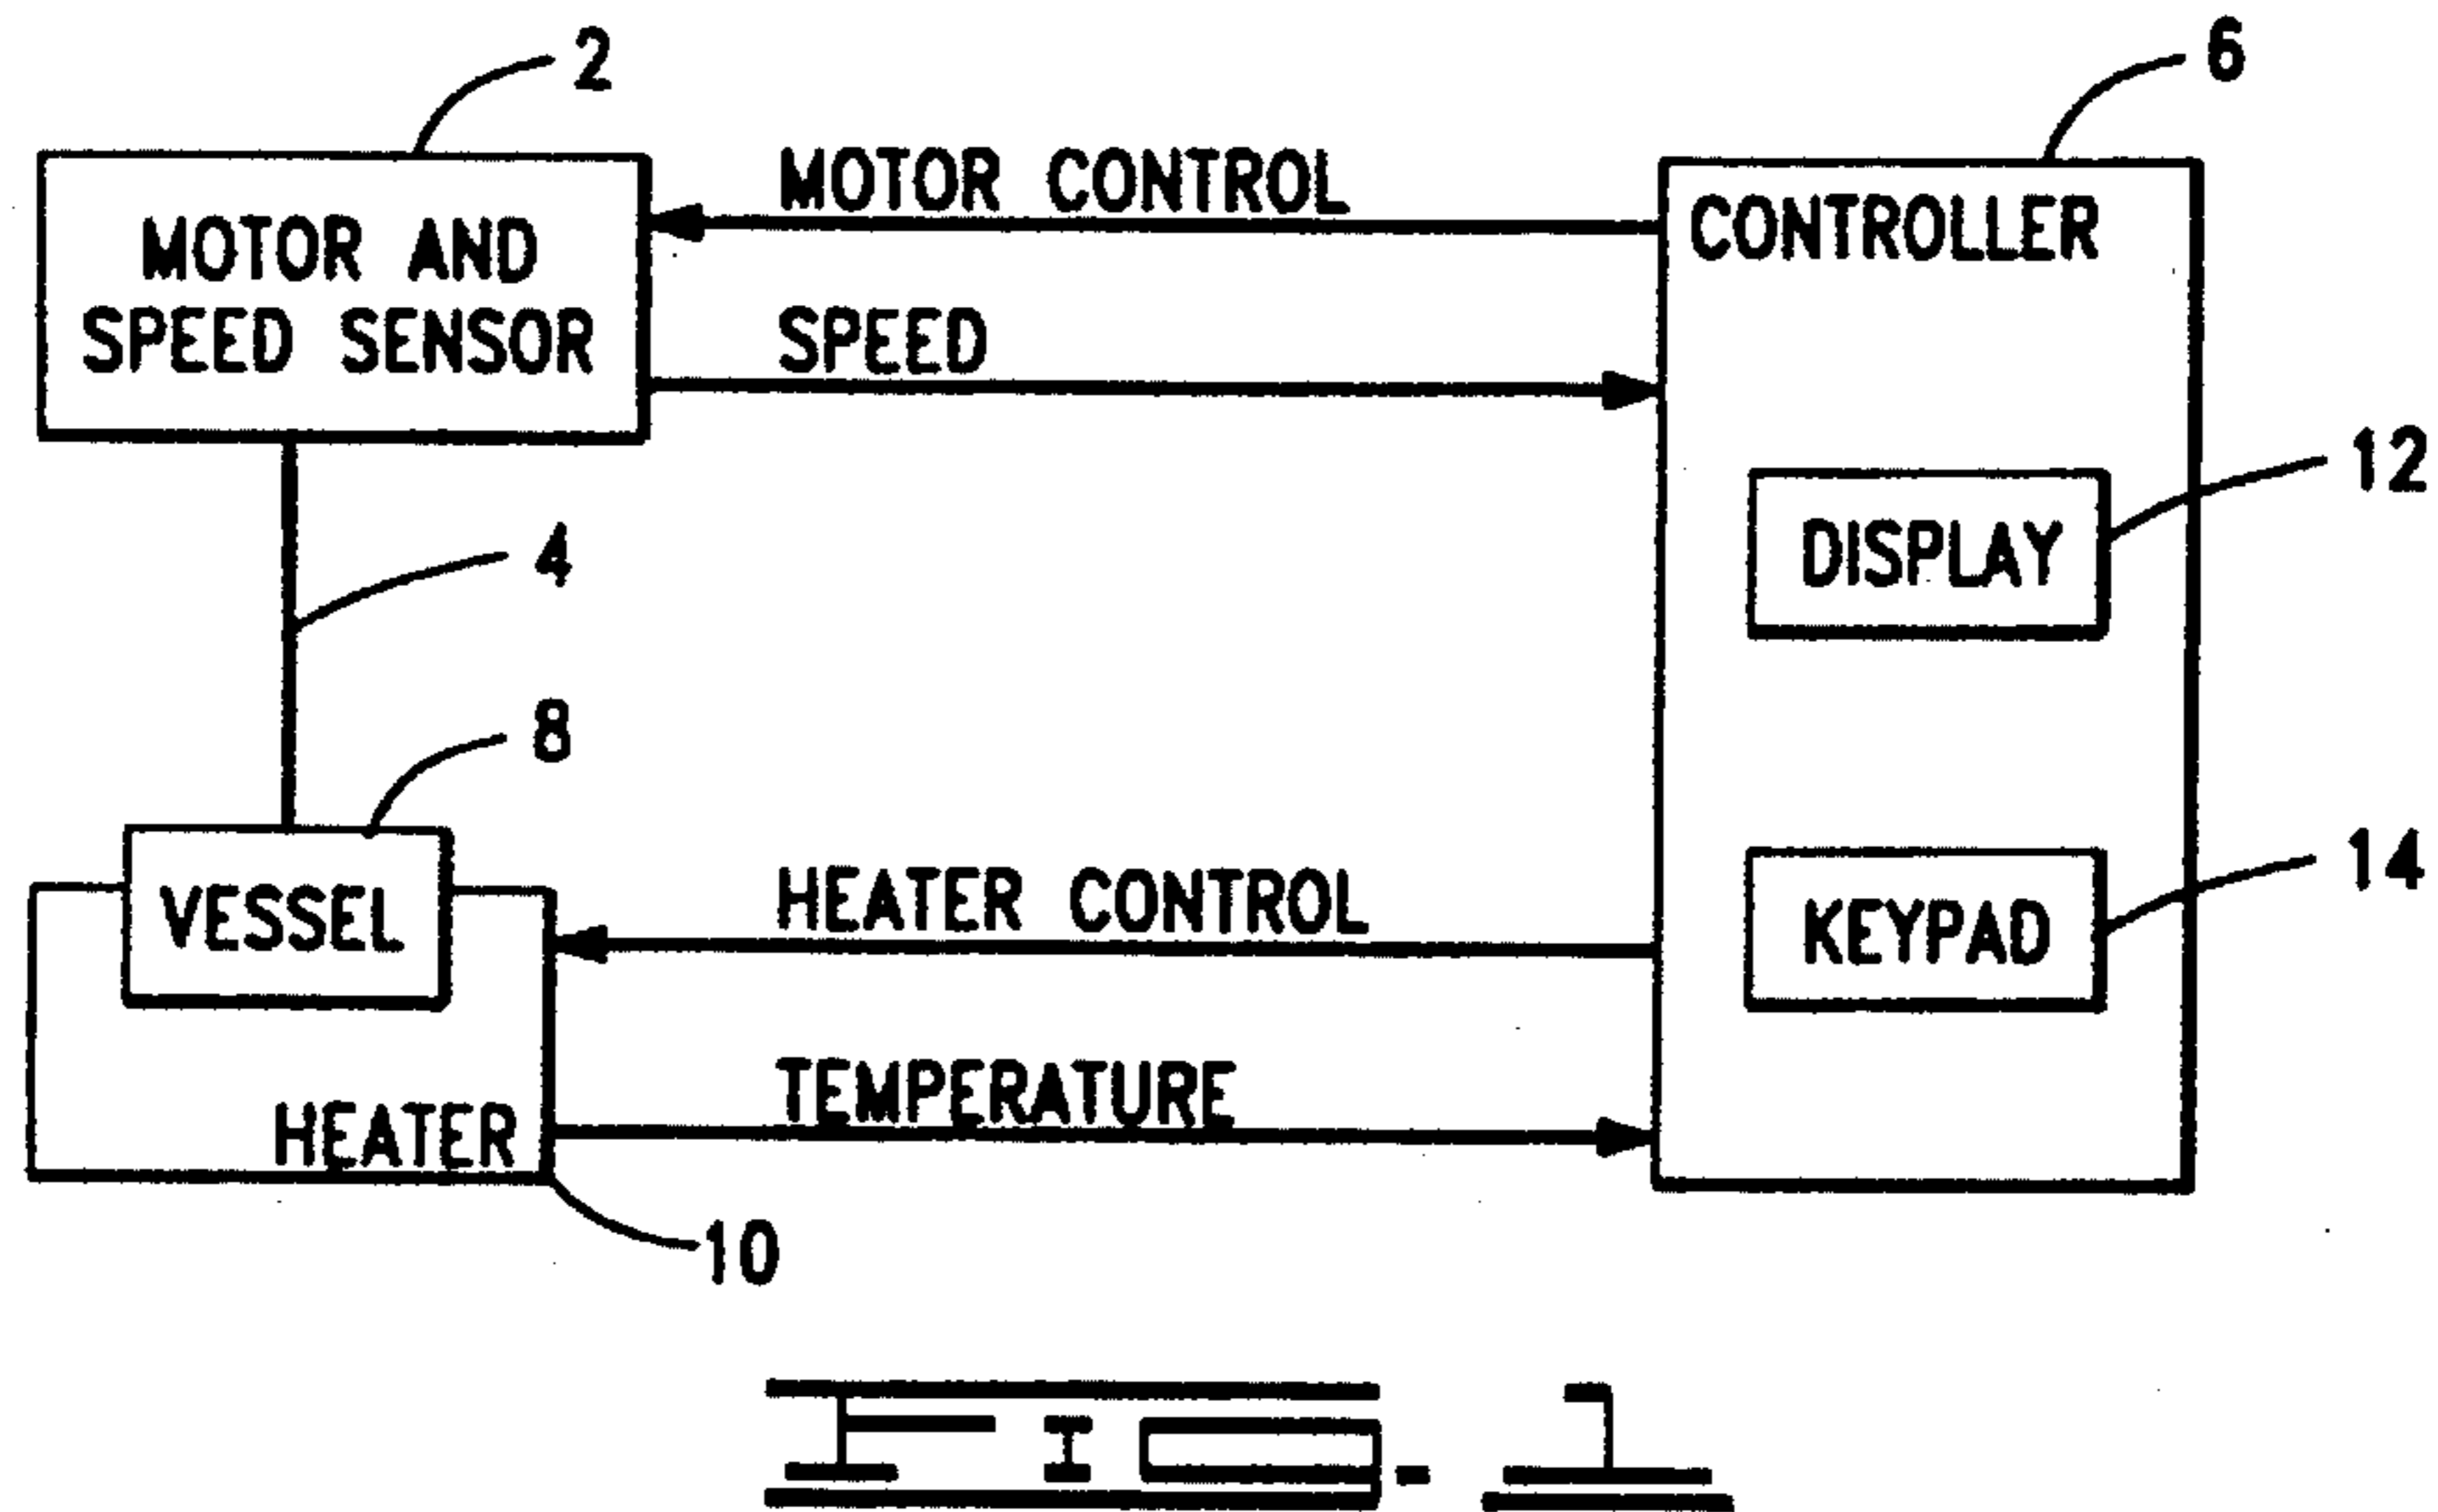 2
6
MOTOR AND
SPEED SENSOR
MOTOR CONTROL
SPEED
CONTROLLER
12
DISPLAY
4
8
VESSEL
HEATER CONTROL
14
KEYPAD
TEMPERATURE
HEATER
10
FIG-1